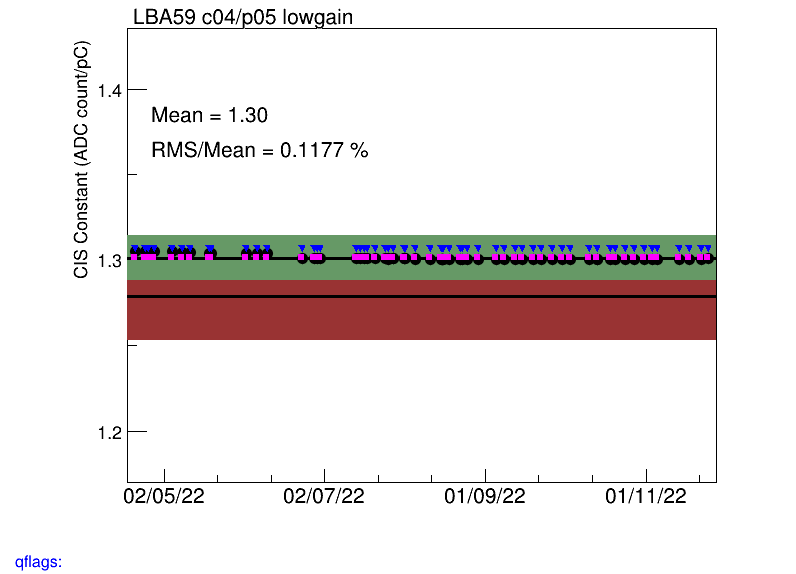 LBA59 c04/p05 lowgain
CIS Constant (ADC count/pC)
1.4
Mean = 1.30
RMS/Mean = 0.1177 %
1.3
1.2
02/05/22 02/07/22 01/09/22 01/11/22
qflags: